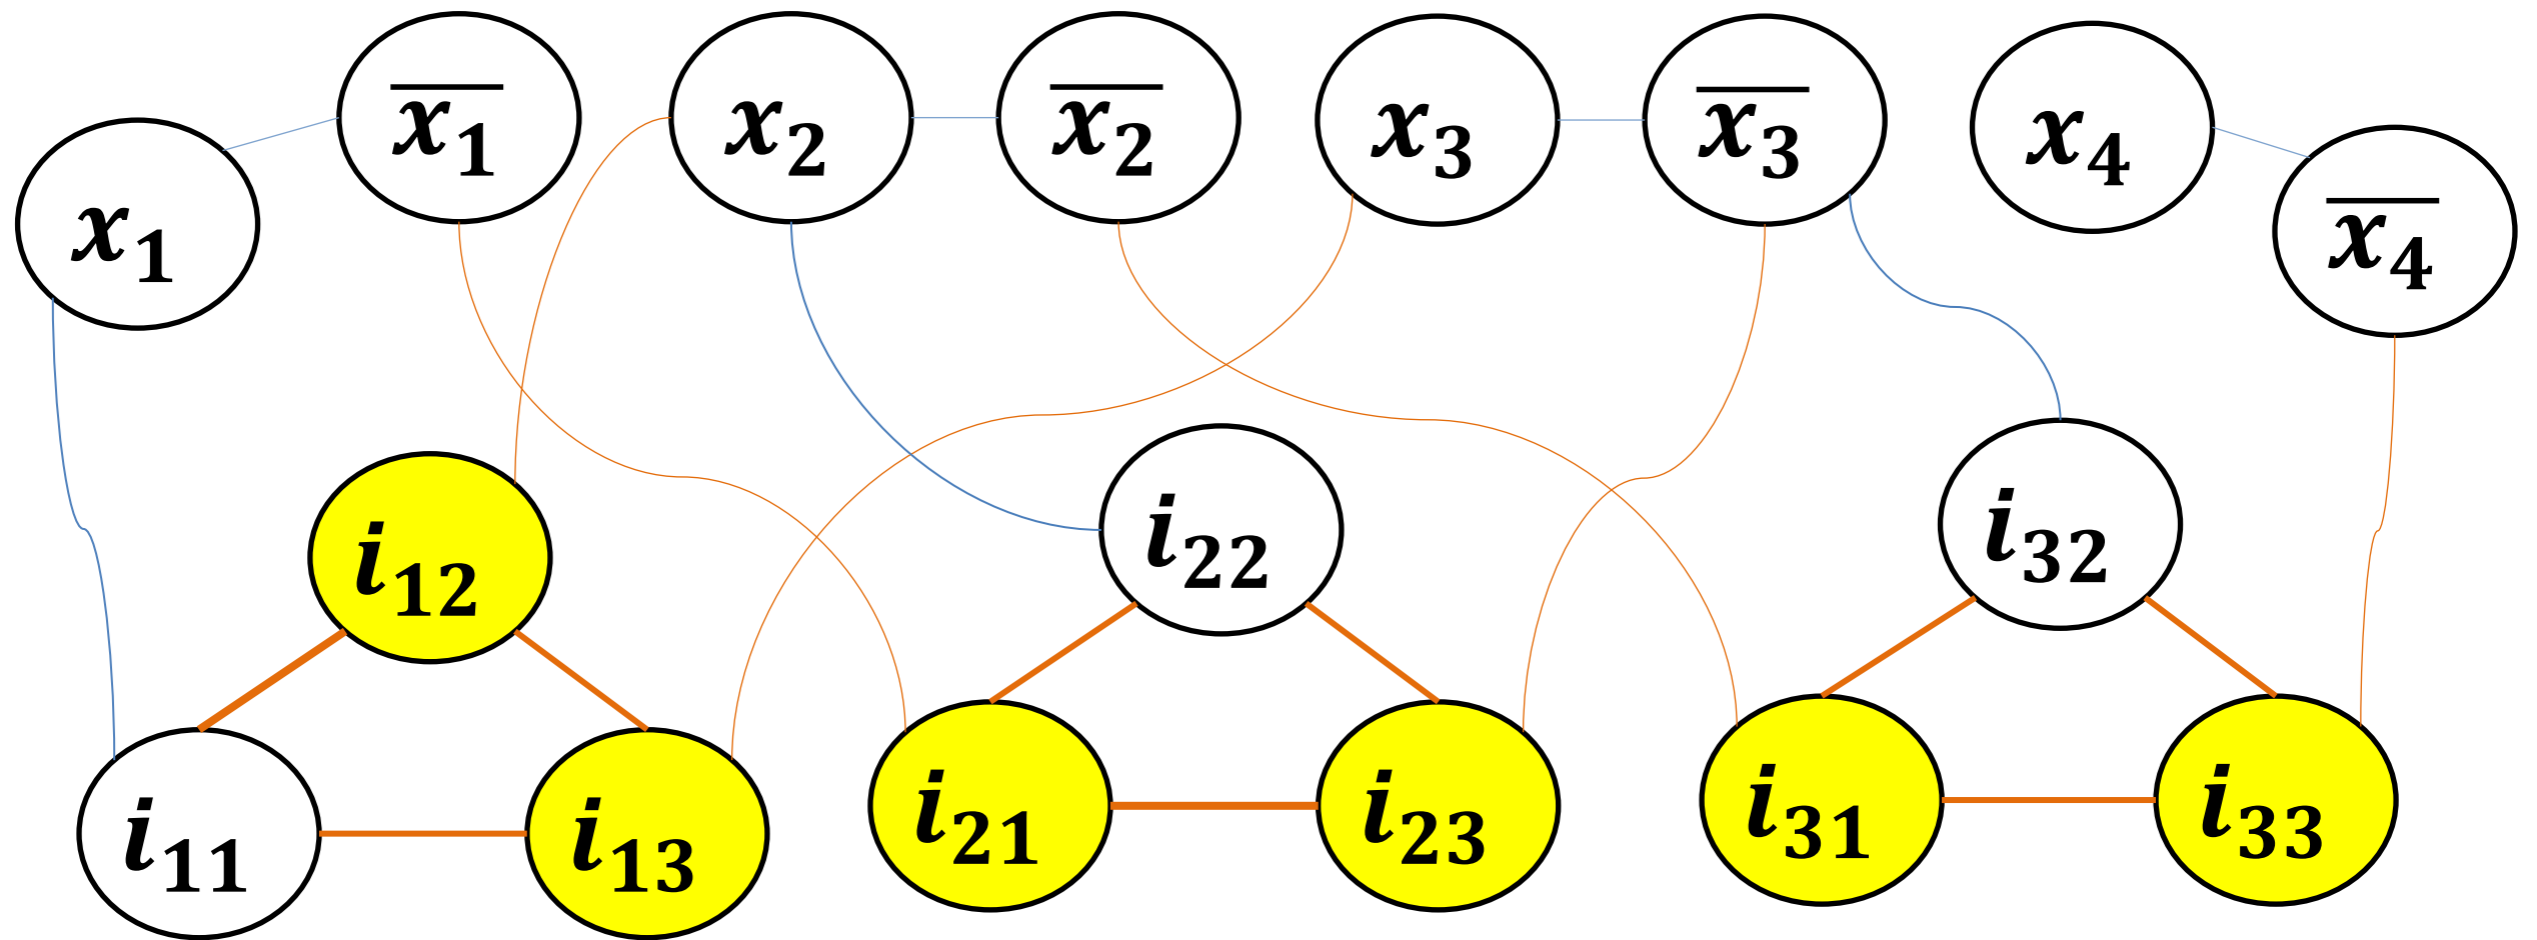 x₁ x̅₁ x₂ x̅₂ x₃ x̅₃ x₄ x̅₄
i₁₂ i₂₂ i₃₂
i₁₁ i₁₃ i₂₁ i₂₃ i₃₁ i₃₃